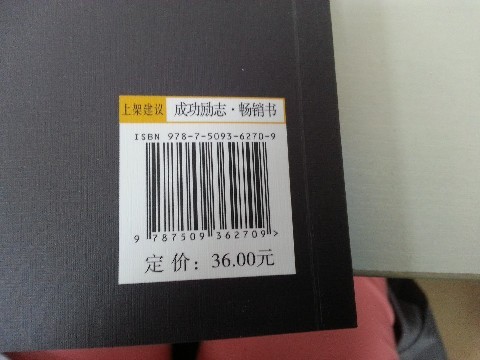 上架建议 成功励志·畅销书
ISBN 978-7-5093-6270-9
9 787509 362709 >
定价：36.00元